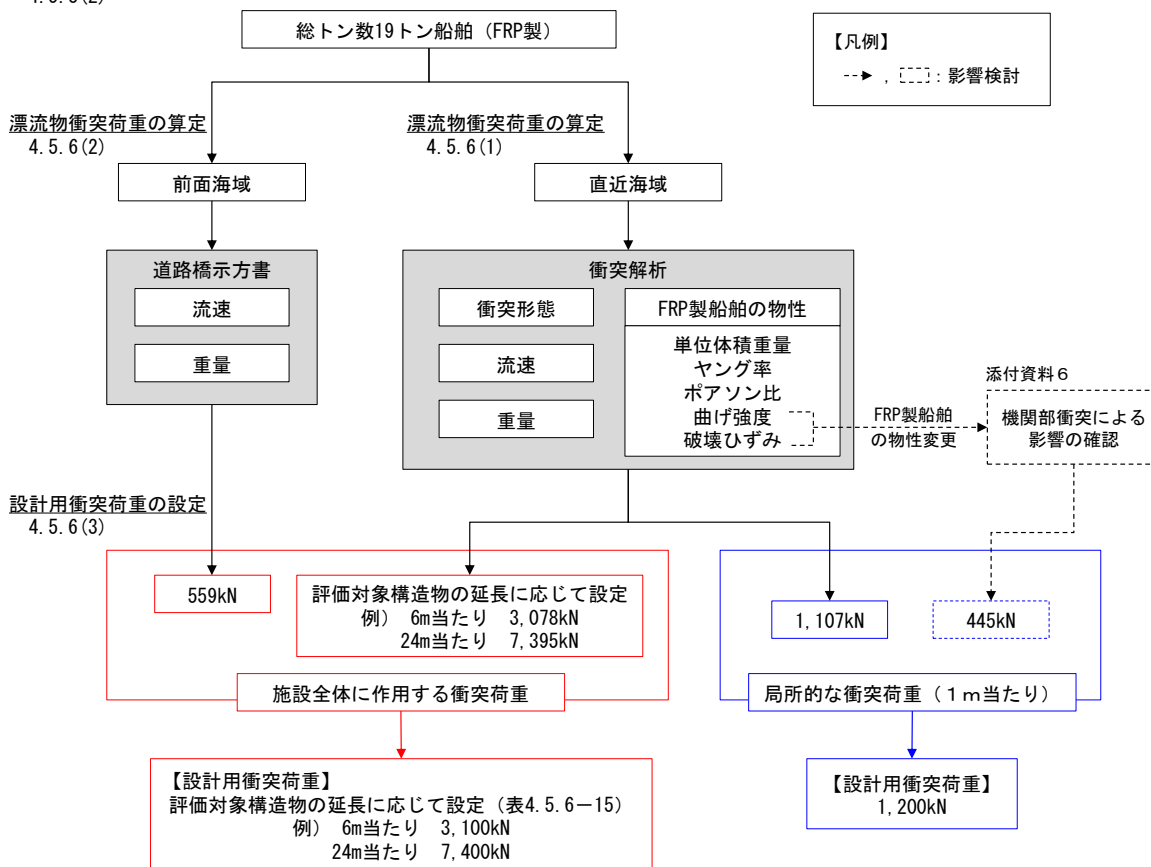 総トン数19トン船舶（FRP製）
【凡例】
，　：影響検討
漂流物衝突荷重の算定
4.5.6(2)
漂流物衝突荷重の算定
4.5.6(1)
前面海域
直近海域
道路橋示方書
流速
重量
衝突解析
衝突形態
流速
重量
FRP製船舶の物性
単位体積重量
ヤング率
ポアソン比
曲げ強度
破壊ひずみ
FRP製船舶
の物性変更
添付資料６
機関部衝突による
影響の確認
設計用衝突荷重の設定
4.5.6(3)
559kN
評価対象構造物の延長に応じて設定
例）　6m当たり　3,078kN
24m当たり　7,395kN
1,107kN
445kN
施設全体に作用する衝突荷重
局所的な衝突荷重（１ｍ当たり）
【設計用衝突荷重】
評価対象構造物の延長に応じて設定（表4.5.6－15）
例）　6m当たり　3,100kN
24m当たり　7,400kN
【設計用衝突荷重】
1,200kN